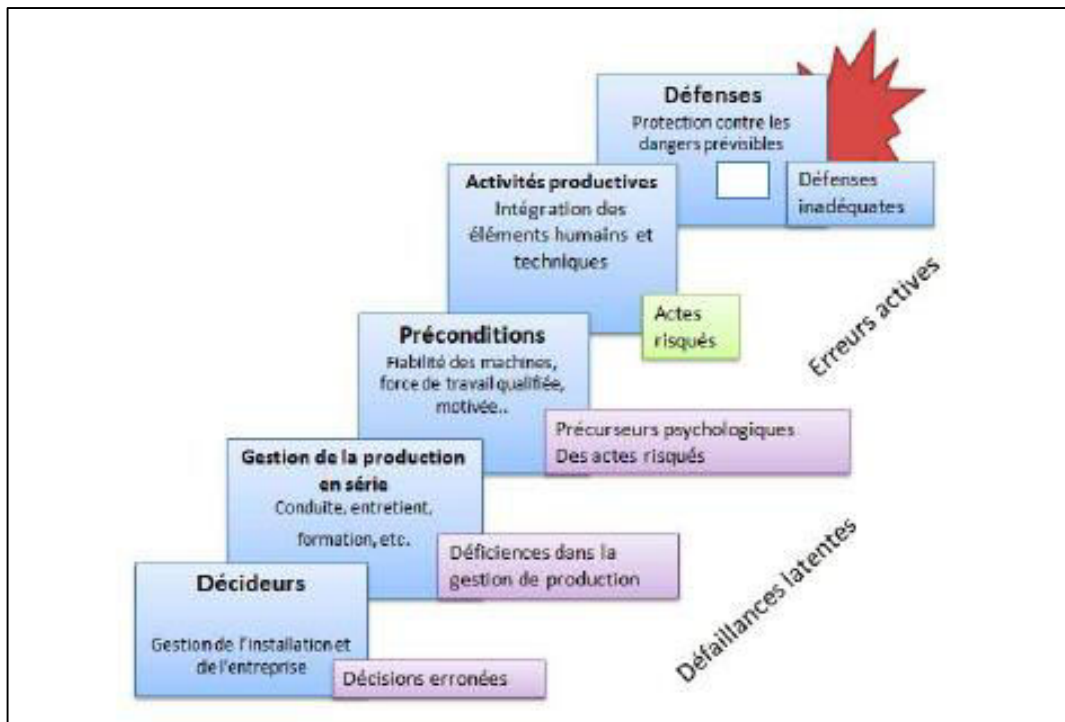 Défenses
Protection contre les
dangers prévisibles
Défenses
inadéquates
Activités productives
Intégration des
éléments humains et
techniques
Actes
risqués
Erreurs actives
Préconditions
Fiabilité des machines,
force de travail qualifiée,
motivée..
Précurseurs psychologiques
Des actes risqués
Gestion de la production
en série
Conduite, entretient,
formation, etc.
Déficiences dans la
gestion de production
Défaillances latentes
Décideurs
Gestion de l'installation et
de l'entreprise
Décisions erronées